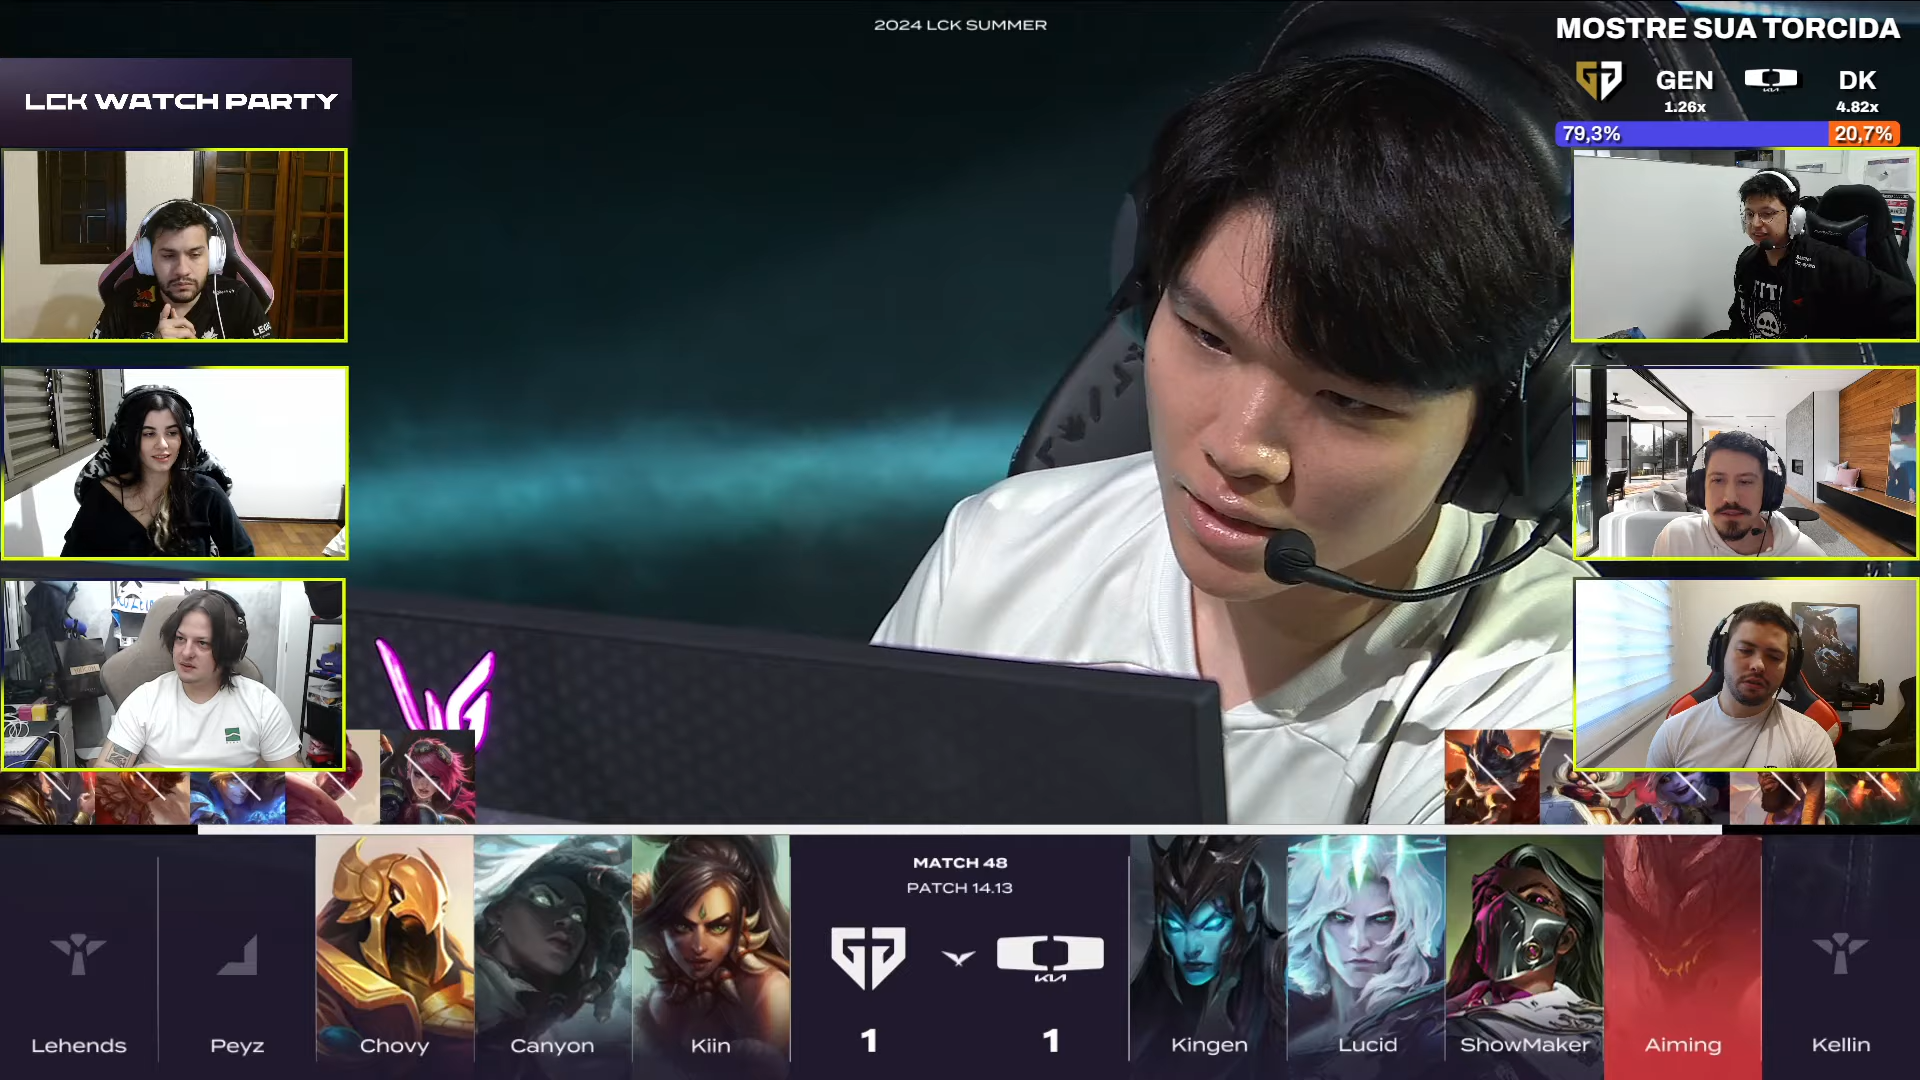 2024 LCK SUMMER
MOSTRE SUA TORCIDA
GEN
DK
1.26x
4.82x
79,3%
20,7%
LCK WATCH PARTY
MATCH 48
PATCH 14.13
KIA
1
1
Lehends
Peyz
Chovy
Canyon
Kiin
Kingen
Lucid
ShowMaker
Aiming
Kellin